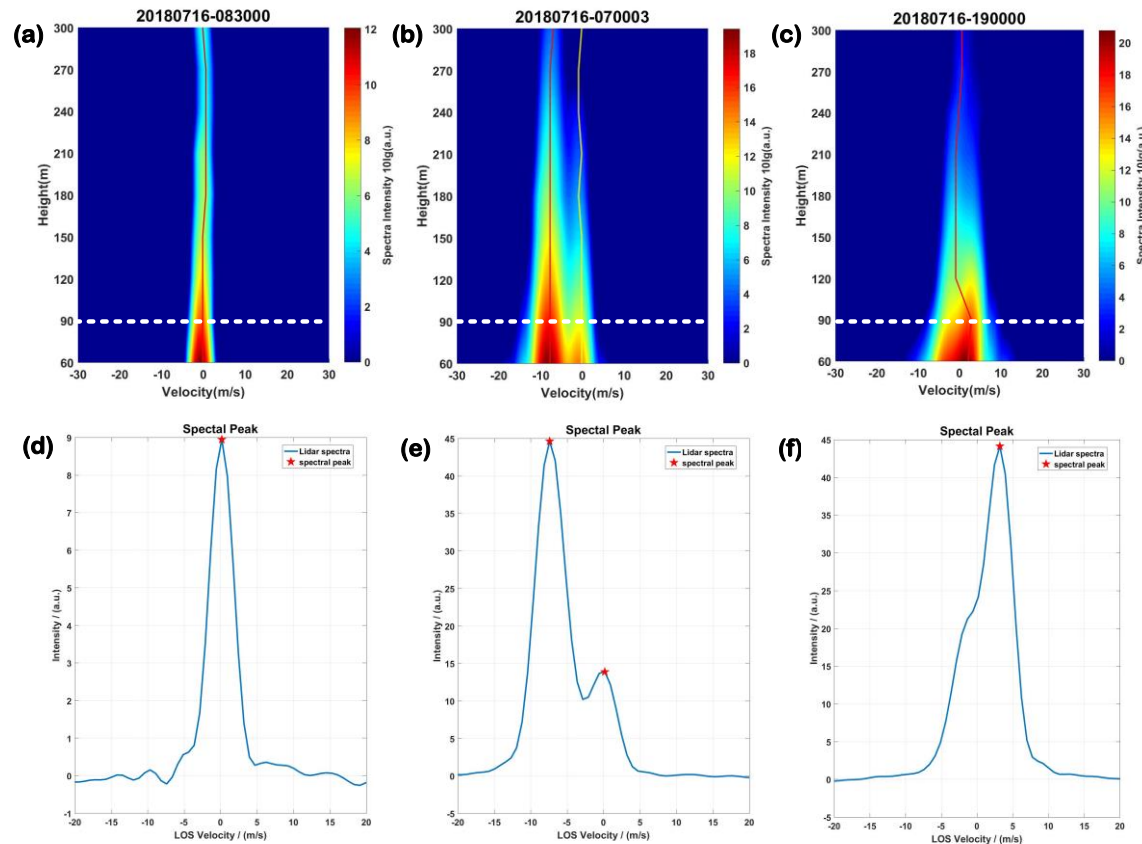 20180716-083000
(a)
300
270
240
210
180
150
120
90
60
Height(m)
-30 -20 -10 0 10 20 30
Velocity(m/s)
12
10
8
6
4
2
0
Spectra Intensity 10lg(a.u.)
20180716-070003
(b)
300
270
240
210
180
150
120
90
60
Height(m)
-30 -20 -10 0 10 20 30
Velocity(m/s)
18
16
14
12
10
8
6
4
2
0
Spectra Intensity 10lg(a.u.)
20180716-190000
(c)
300
270
240
210
180
150
120
90
60
Height(m)
-30 -20 -10 0 10 20 30
Velocity(m/s)
20
18
16
14
12
10
8
6
4
2
0
Spectra Intensity 10lg(a.u.)
(d)
Spectal Peak
Lidar spectra
spectral peak
9
8
7
6
5
4
3
2
1
0
-1
Intensity / (a.u.)
-20 -15 -10 -5 0 5 10 15 20
LOS Velocity / (m/s)
(e)
Spectal Peak
Lidar spectra
spectral peak
45
40
35
30
25
20
15
10
5
0
-5
Intensity / (a.u.)
-20 -15 -10 -5 0 5 10 15 20
LOS Velocity / (m/s)
(f)
Spectal Peak
Lidar spectra
spectral peak
45
40
35
30
25
20
15
10
5
0
-5
Intensity / (a.u.)
-20 -15 -10 -5 0 5 10 15 20
LOS Velocity / (m/s)